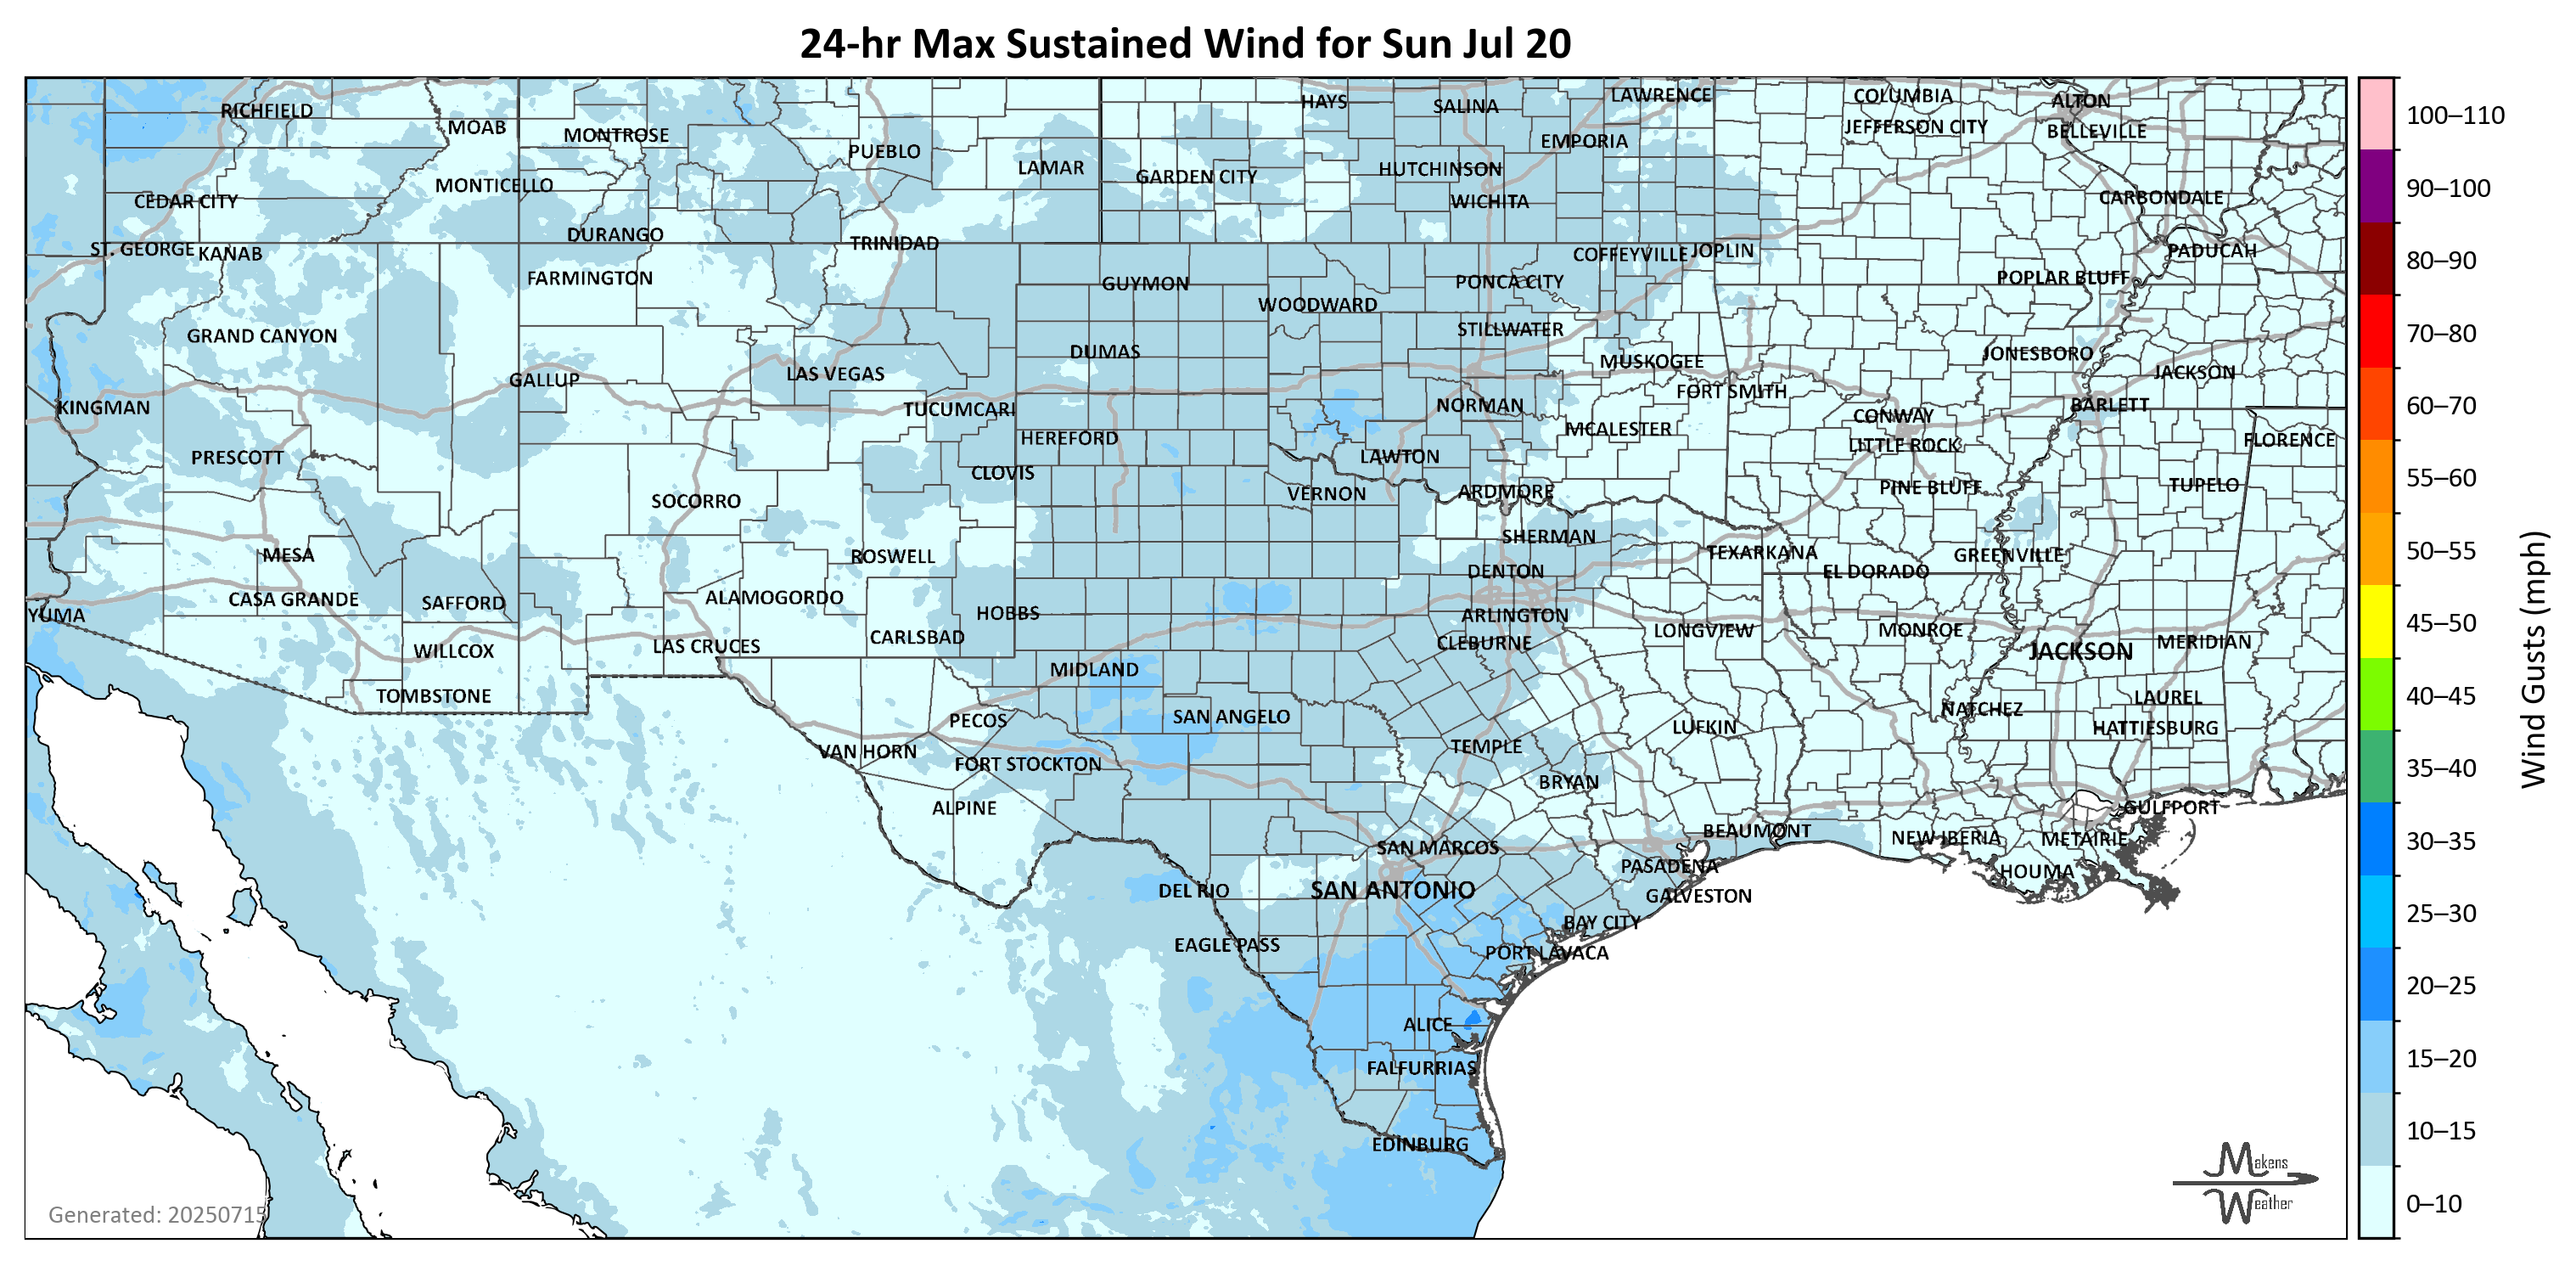 24-hr Max Sustained Wind for Sun Jul 20
RICHFIELD
MOAB
MONTROSE
PUEBLO
LAMAR
HAYS
SALINA
LAWRENCE
COLUMBIA
ALTON
JEFFERSON CITY
BELLEVILLE
EMPORIA
HUTCHINSON
GARDEN CITY
WICHITA
MONTICELLO
CEDAR CITY
CARBONDALE
DURANGO
TRINIDAD
ST. GEORGE
KANAB
COFFEYVILLE
JOPLIN
PADUCAH
FARMINGTON
GUYMON
PONCA CITY
POPLAR BLUFF
WOODWARD
GRAND CANYON
STILLWATER
DUMAS
MUSKOGEE
JONESBORO
GALLUP
LAS VEGAS
JACKSON
FORT SMITH
KINGMAN
TUCUMCARI
NORMAN
CONWAY
BARLETT
HEREFORD
MCALESTER
LITTLE ROCK
FLORENCE
PRESCOTT
CLOVIS
LAWTON
SOCORRO
VERNON
ARDMORE
PINE BLUFF
TUPELO
MESA
ROSWELL
SHERMAN
TEXARKANA
GREENVILLE
DENTON
EL DORADO
CASA GRANDE
SAFFORD
ALAMOGORDO
YUMA
HOBBS
ARLINGTON
LAS CRUCES
CARLSBAD
CLEBURNE
LONGVIEW
MONROE
JACKSON
MERIDIAN
WILLCOX
MIDLAND
TOMBSTONE
LAUREL
PECOS
SAN ANGELO
NATCHEZ
LUFKIN
HATTIESBURG
VAN HORN
FORT STOCKTON
TEMPLE
BRYAN
ALPINE
GULFPORT
BEAUMONT
NEW IBERIA
METAIRIE
SAN MARCOS
PASADENA
HOUMA
DEL RIO
SAN ANTONIO
GALVESTON
BAY CITY
EAGLE PASS
PORT LAVACA
ALICE
FALFURRIAS
EDINBURG
Generated: 20250715
Makens
Weather
100–110
90–100
80–90
70–80
60–70
55–60
50–55
45–50
40–45
35–40
30–35
25–30
20–25
15–20
10–15
0–10
Wind Gusts (mph)